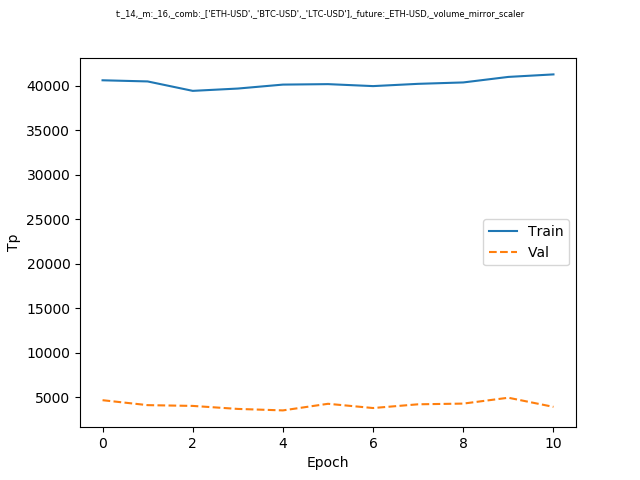 t:_14,_m:_16,_comb:_['ETH-USD',_'BTC-USD',_'LTC-USD'],_future:_ETH-USD,_volume_mirror_scaler
40000
35000
30000
25000
20000
15000
10000
5000
Tp
Train
Val
0 2 4 6 8 10
Epoch